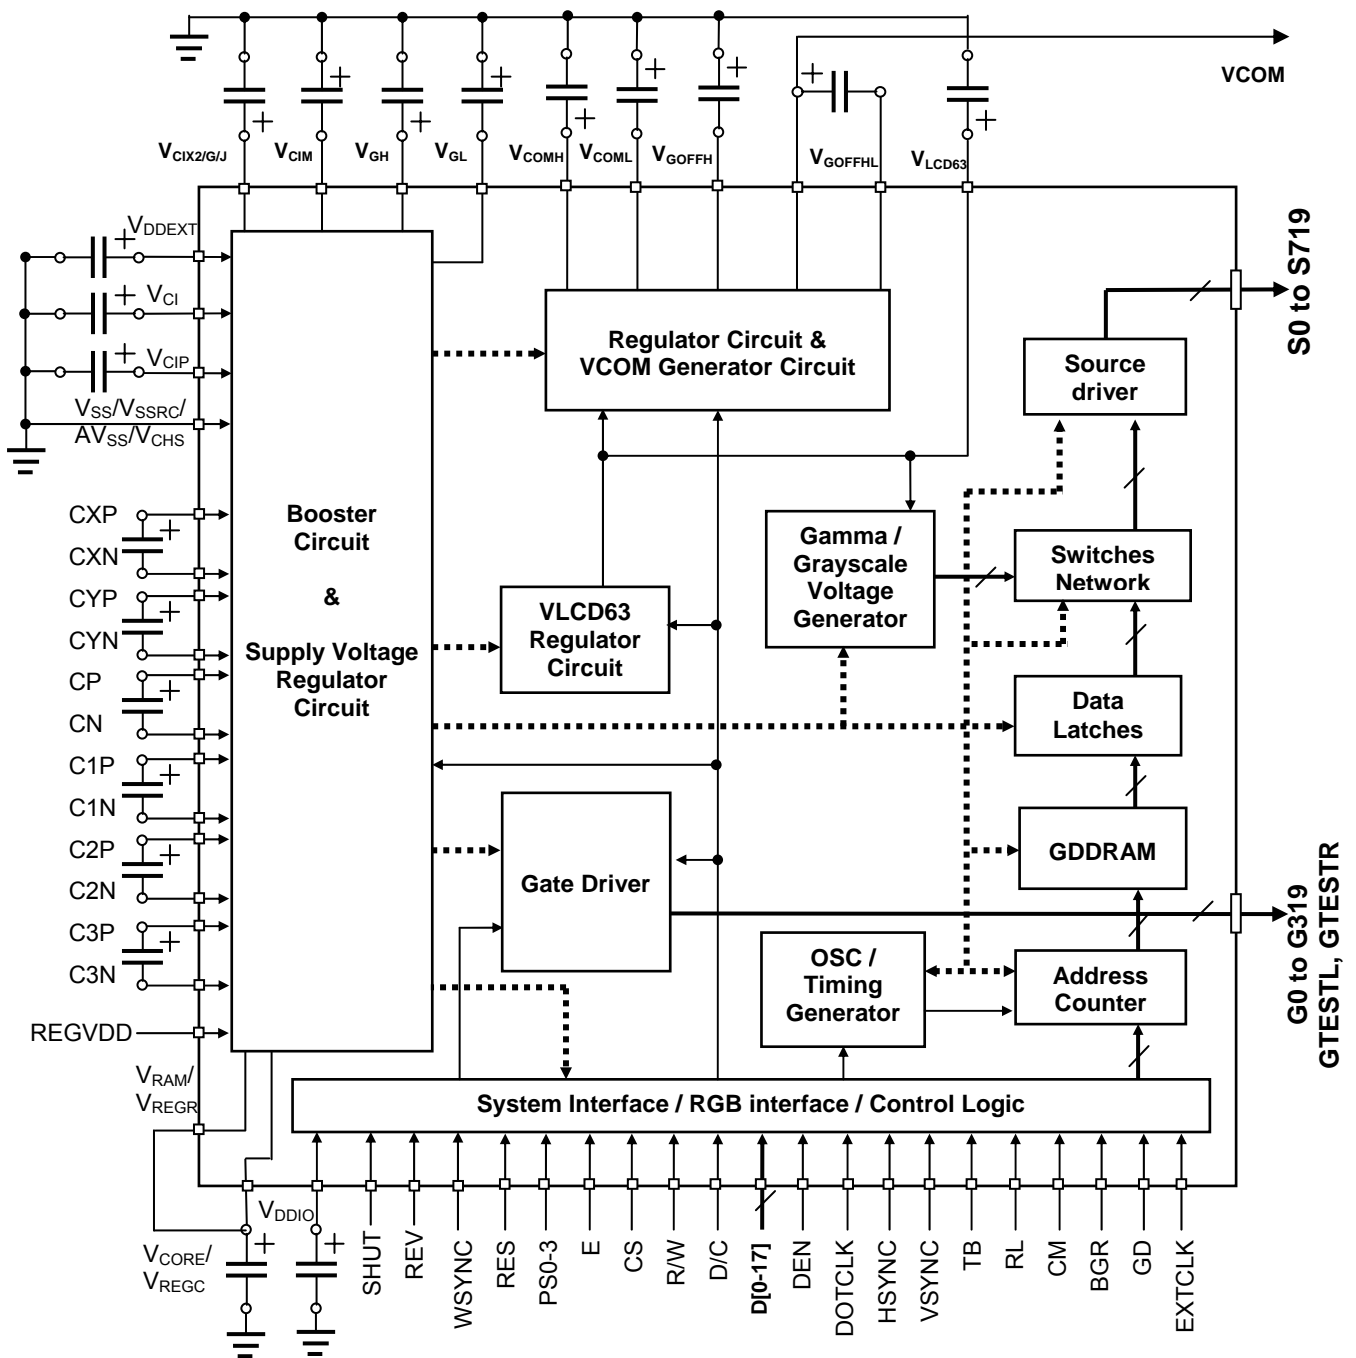 VCOM
VCIX2/G/J
VCIM
VGH
VGL
VCOMH
VCOML
VGOFFH
VGOFFHL
VLCD63
VDDEXT
VCI
VCIP
VSS/VSSRC/
AVSS/VCHS
CXP
CXN
CYP
CYN
CP
CN
C1P
C1N
C2P
C2N
C3P
C3N
REGVDD
VRAM/
VREGR
Booster
Circuit
&
Supply Voltage
Regulator
Circuit
Regulator Circuit &
VCOM Generator Circuit
VLCD63
Regulator
Circuit
Gate Driver
Gamma /
Grayscale
Voltage
Generator
OSC /
Timing
Generator
Source
driver
Switches
Network
Data
Latches
GDDRAM
Address
Counter
S0 to S719
G0 to G319
GTESTL, GTESTR
System Interface / RGB interface / Control Logic
VDDIO
VCORE/
VREGC
SHUT
REV
WSYNC
RES
PS0-3
E
CS
R/W
D/C
D[0-17]
DEN
DOTCLK
HSYNC
VSYNC
TB
RL
CM
BGR
GD
EXTCLK